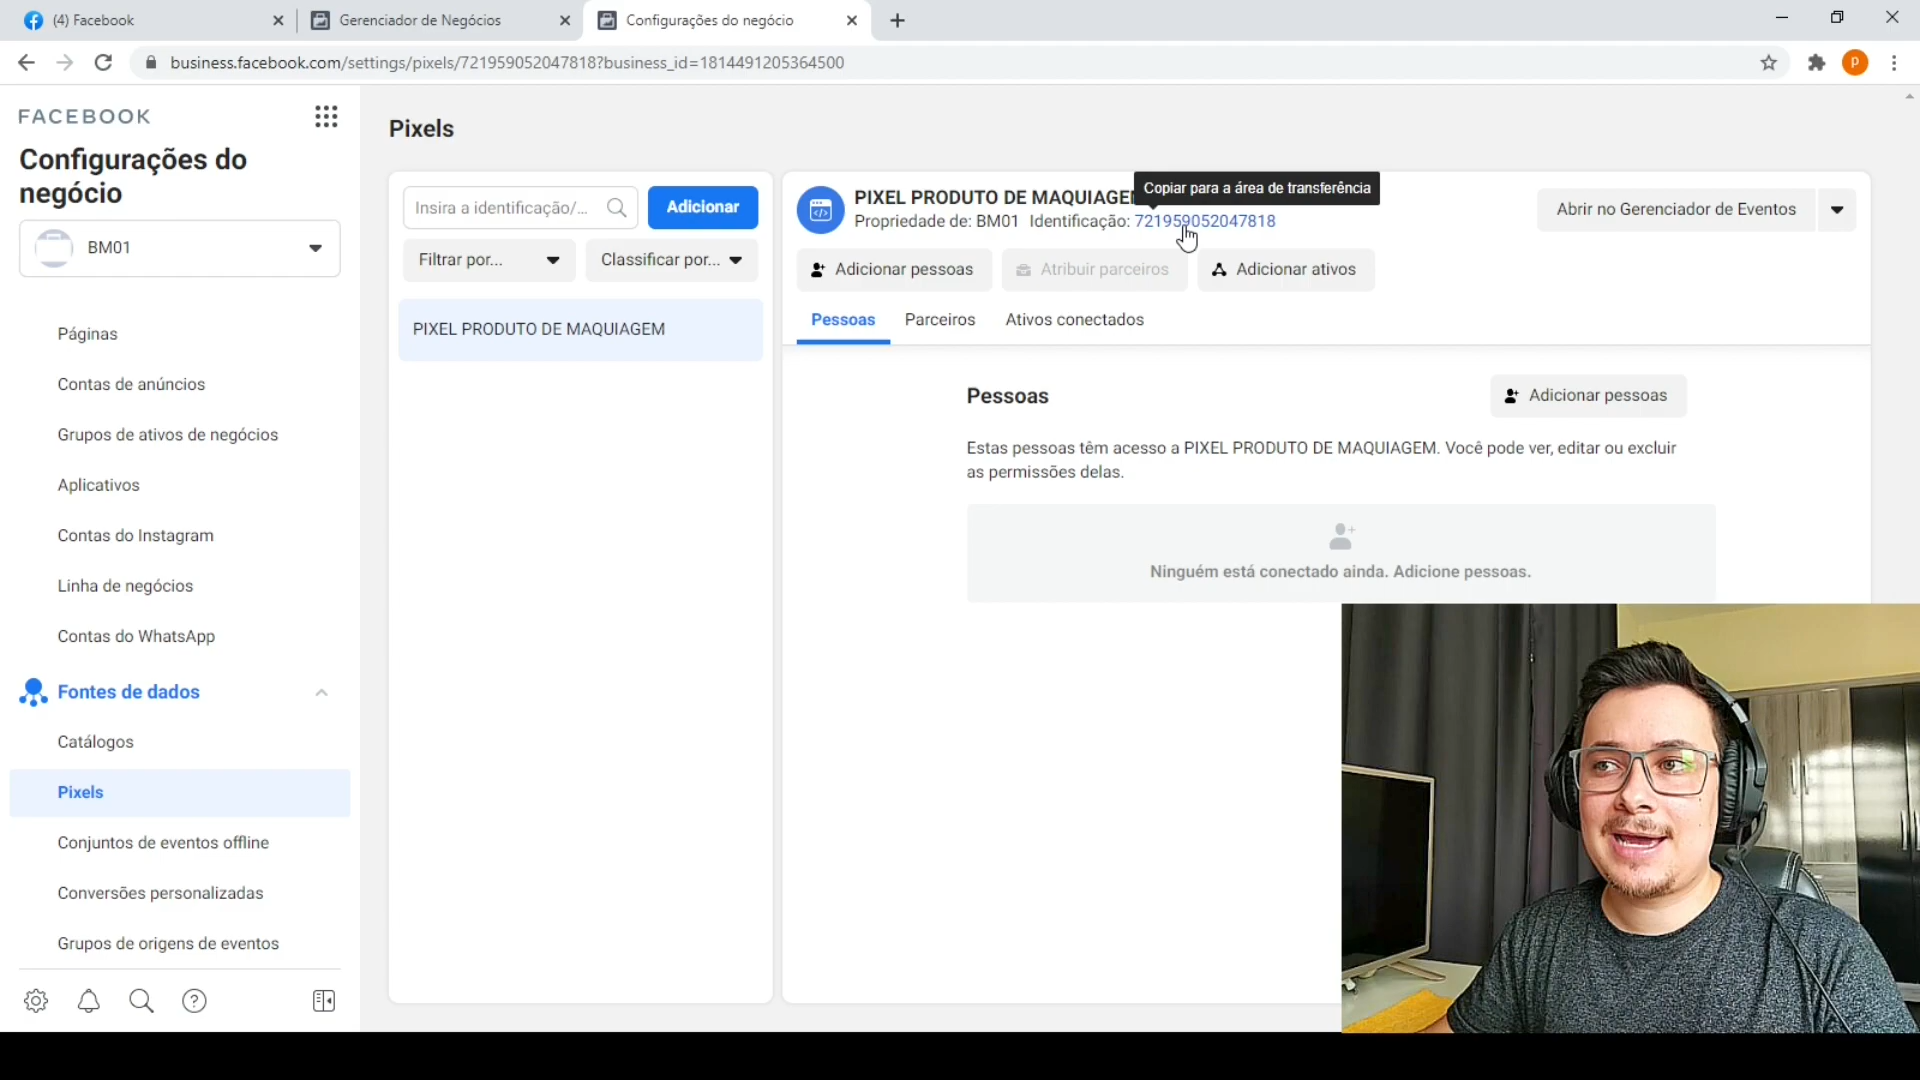 (4) Facebook
Gerenciador de Negócios
Configurações do negócio
business.facebook.com/settings/pixels/721959052047818?business_id=1814491205364500
P
FACEBOOK
Configurações do
negócio
BM01
Páginas
Contas de anúncios
Grupos de ativos de negócios
Aplicativos
Contas do Instagram
Linha de negócios
Contas do WhatsApp
Fontes de dados
Catálogos
Pixels
Conjuntos de eventos offline
Conversões personalizadas
Grupos de origens de eventos
Pixels
Insira a identificação/...
Adicionar
Filtrar por...
Classificar por...
PIXEL PRODUTO DE MAQUIAGEM
Copiar para a área de transferência
PIXEL PRODUTO DE MAQUIAGEM
Propriedade de: BM01 Identificação: 721959052047818
Abrir no Gerenciador de Eventos
Adicionar pessoas
Atribuir parceiros
Adicionar ativos
Pessoas
Parceiros
Ativos conectados
Pessoas
Adicionar pessoas
Estas pessoas têm acesso a PIXEL PRODUTO DE MAQUIAGEM. Você pode ver, editar ou excluir
as permissões delas.
Ninguém está conectado ainda. Adicione pessoas.